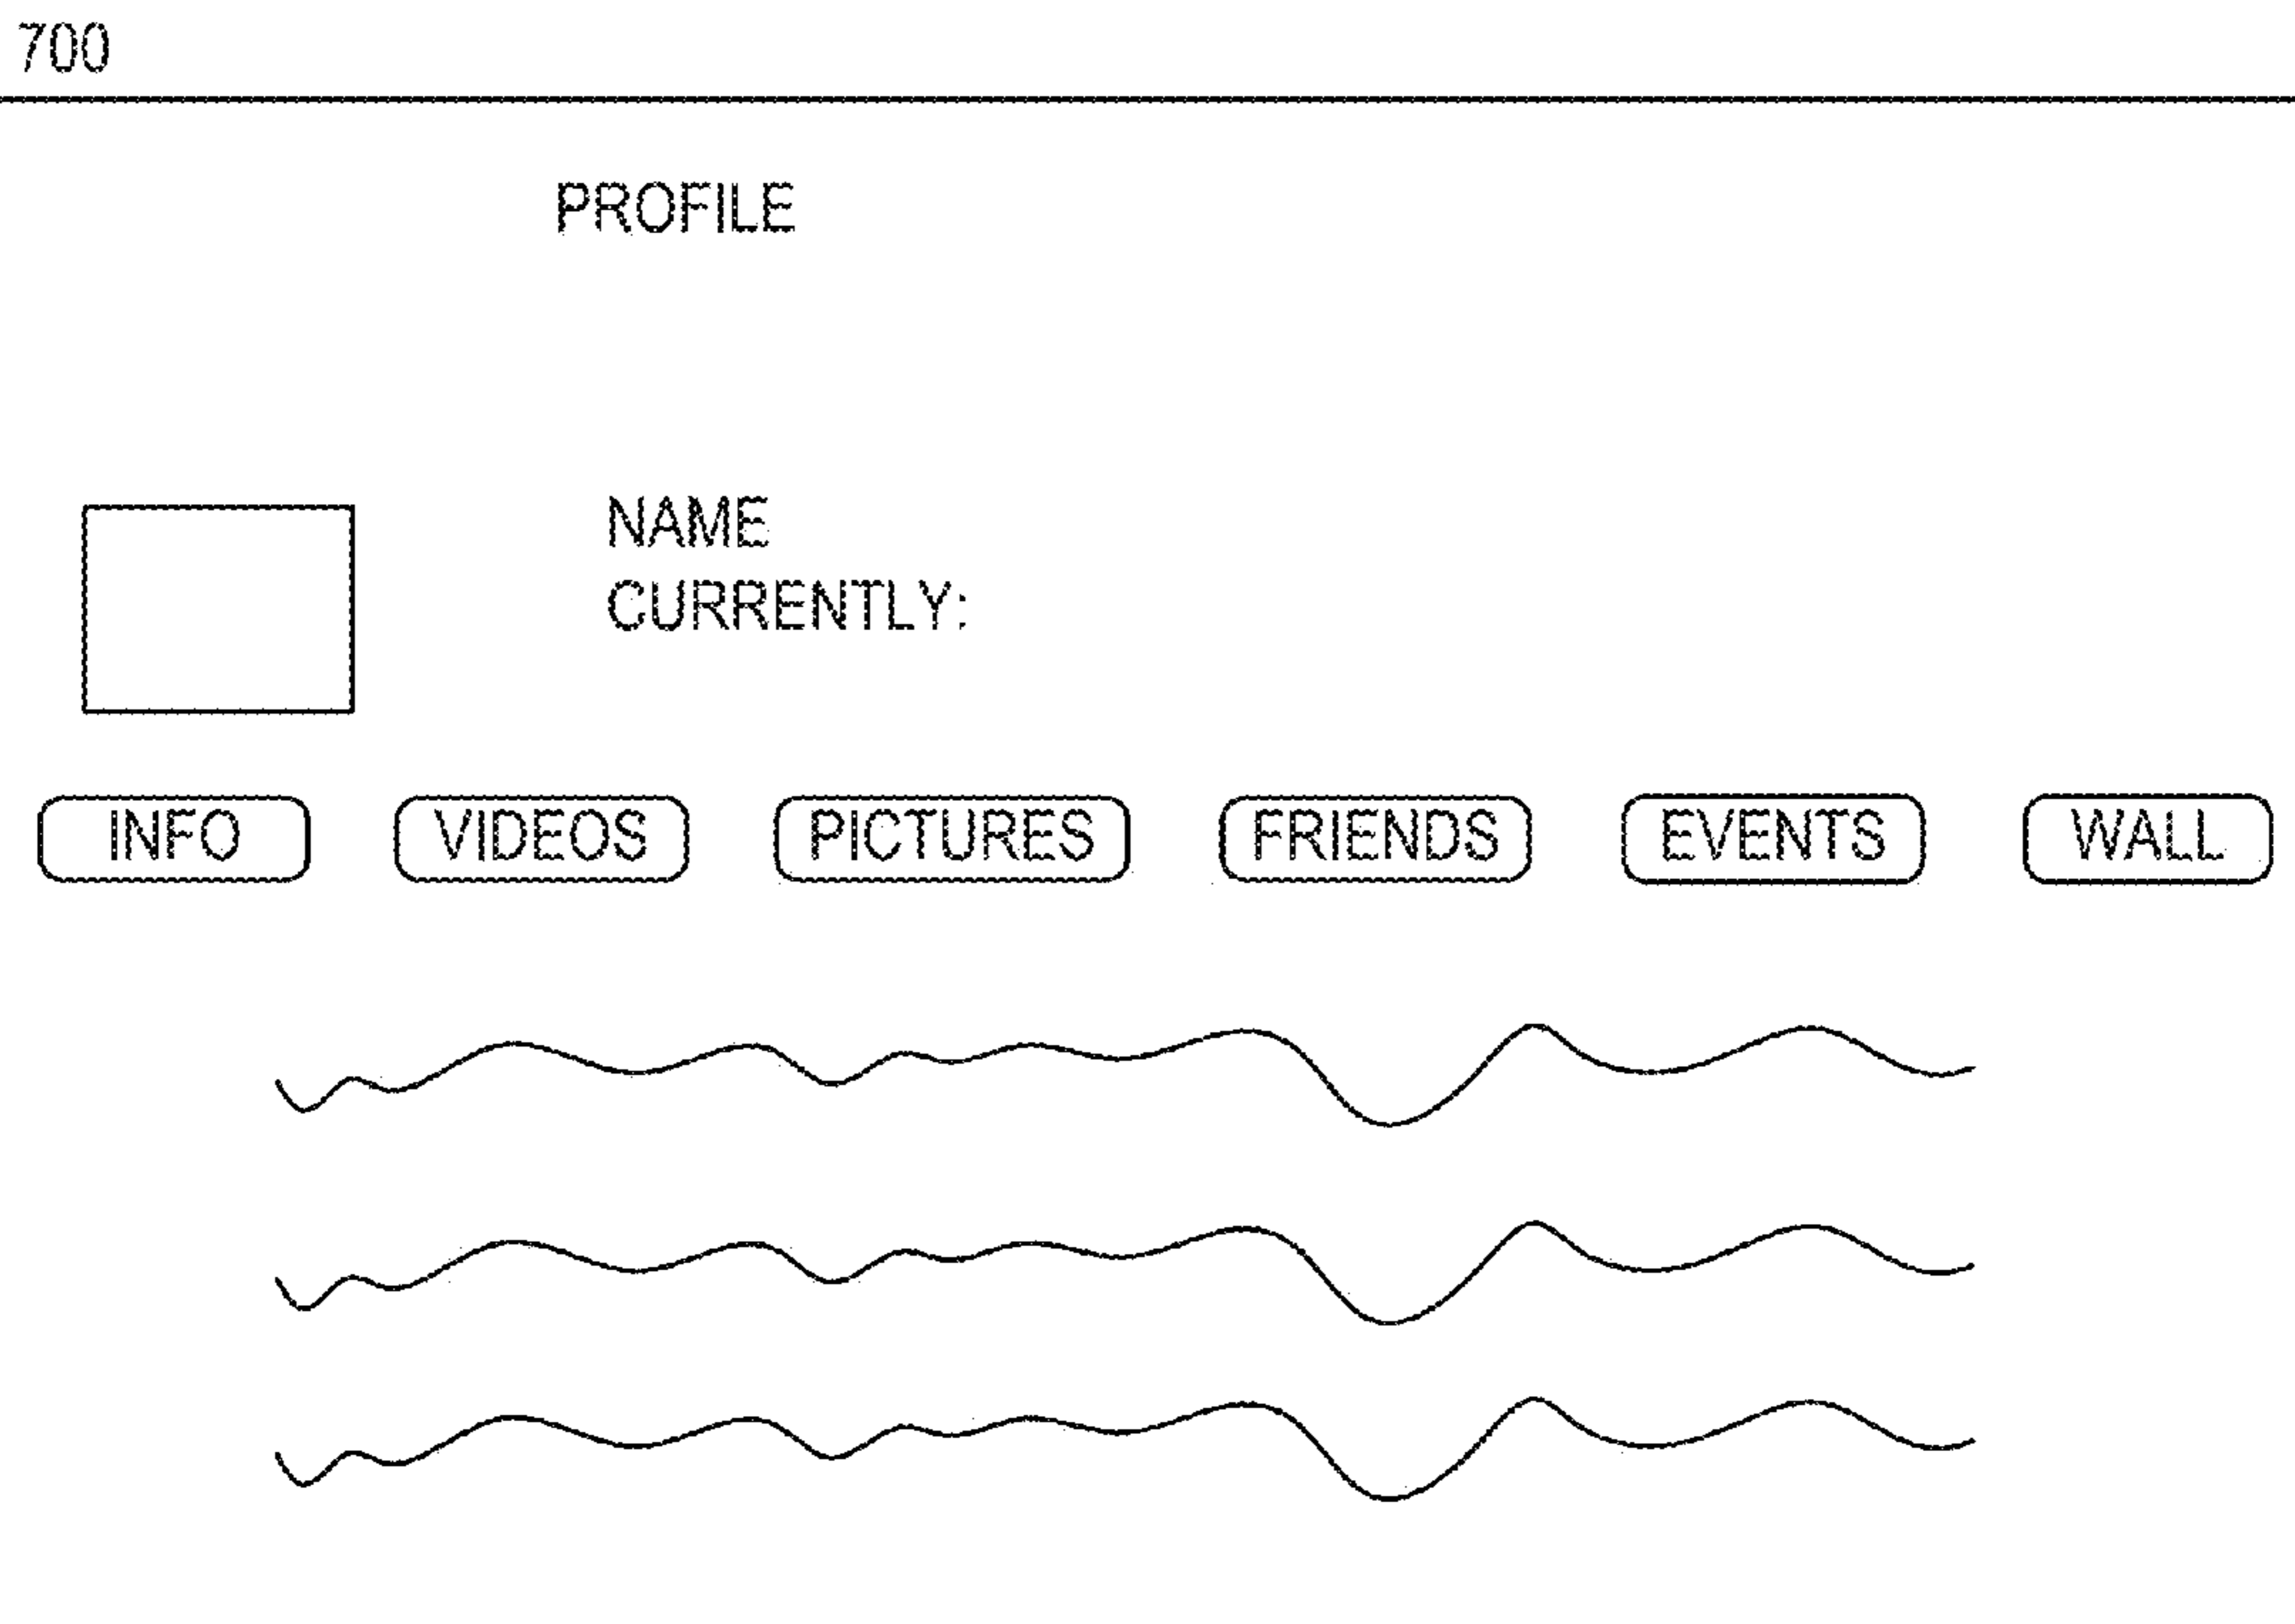 700
PROFILE
NAME
CURRENTLY:
INFO VIDEOS PICTURES FRIENDS EVENTS WALL